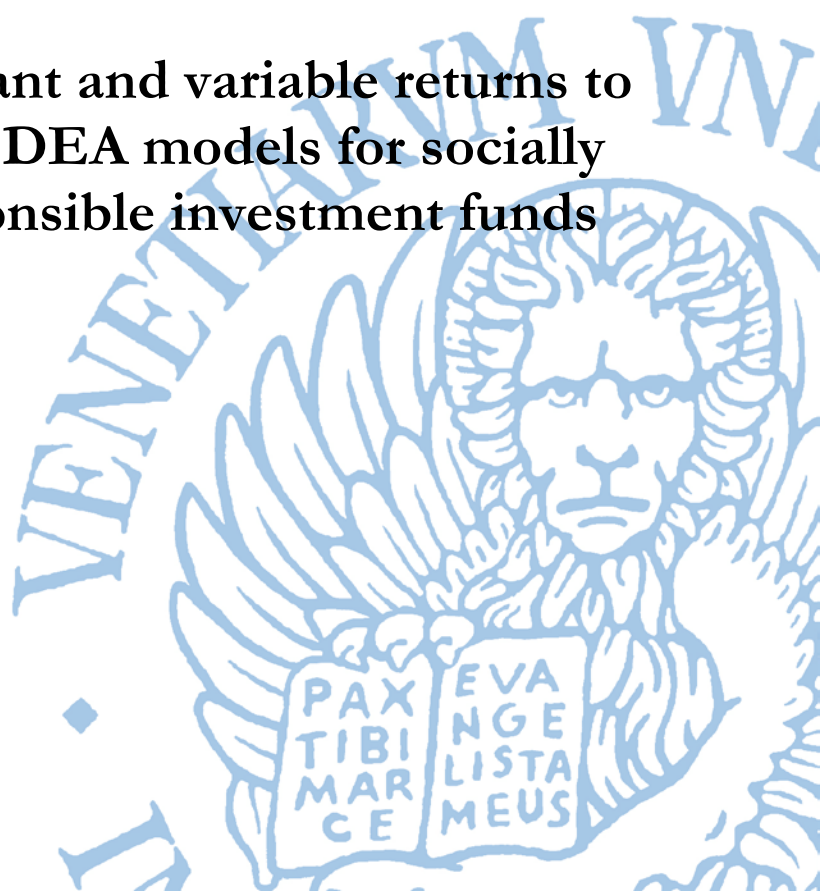 ant and variable returns to
DEA models for socially
onsible investment funds
VENETIARVM VN
PAX
TIBI
MAR
CE
EVA
NGE
LISTA
MEUS